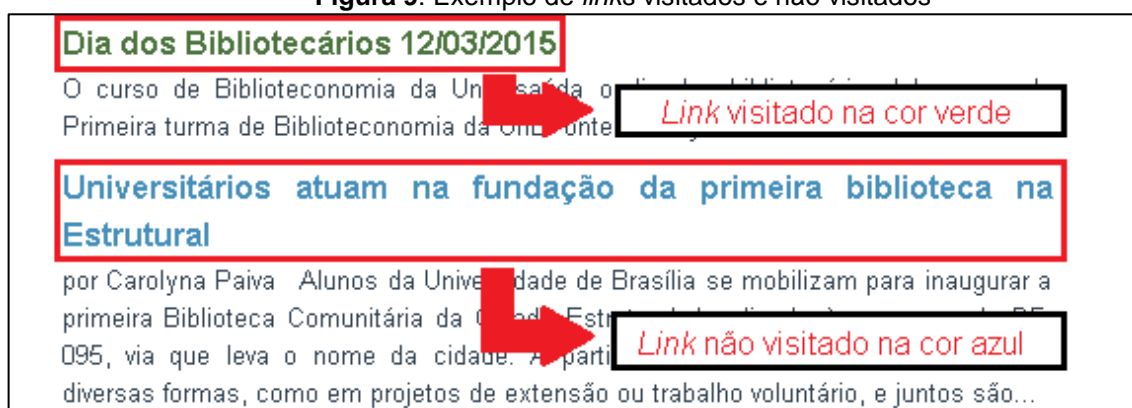 Figura 9. Exemplo de links visitados e não visitados
Dia dos Bibliotecários 12/03/2015
O curso de Biblioteconomia da
Link visitado na cor verde
Primeira turma de Biblioteconomia da
Universitários atuam na fundação da primeira biblioteca na
Estrutural
por Carolyna Paiva Alunos da de Brasília se mobilizam para inaugurar a
primeira Biblioteca Comunitária da
Link não visitado na cor azul
095, via que leva o nome da cidade.
diversas formas, como em projetos de extensão ou trabalho voluntário, e juntos são...